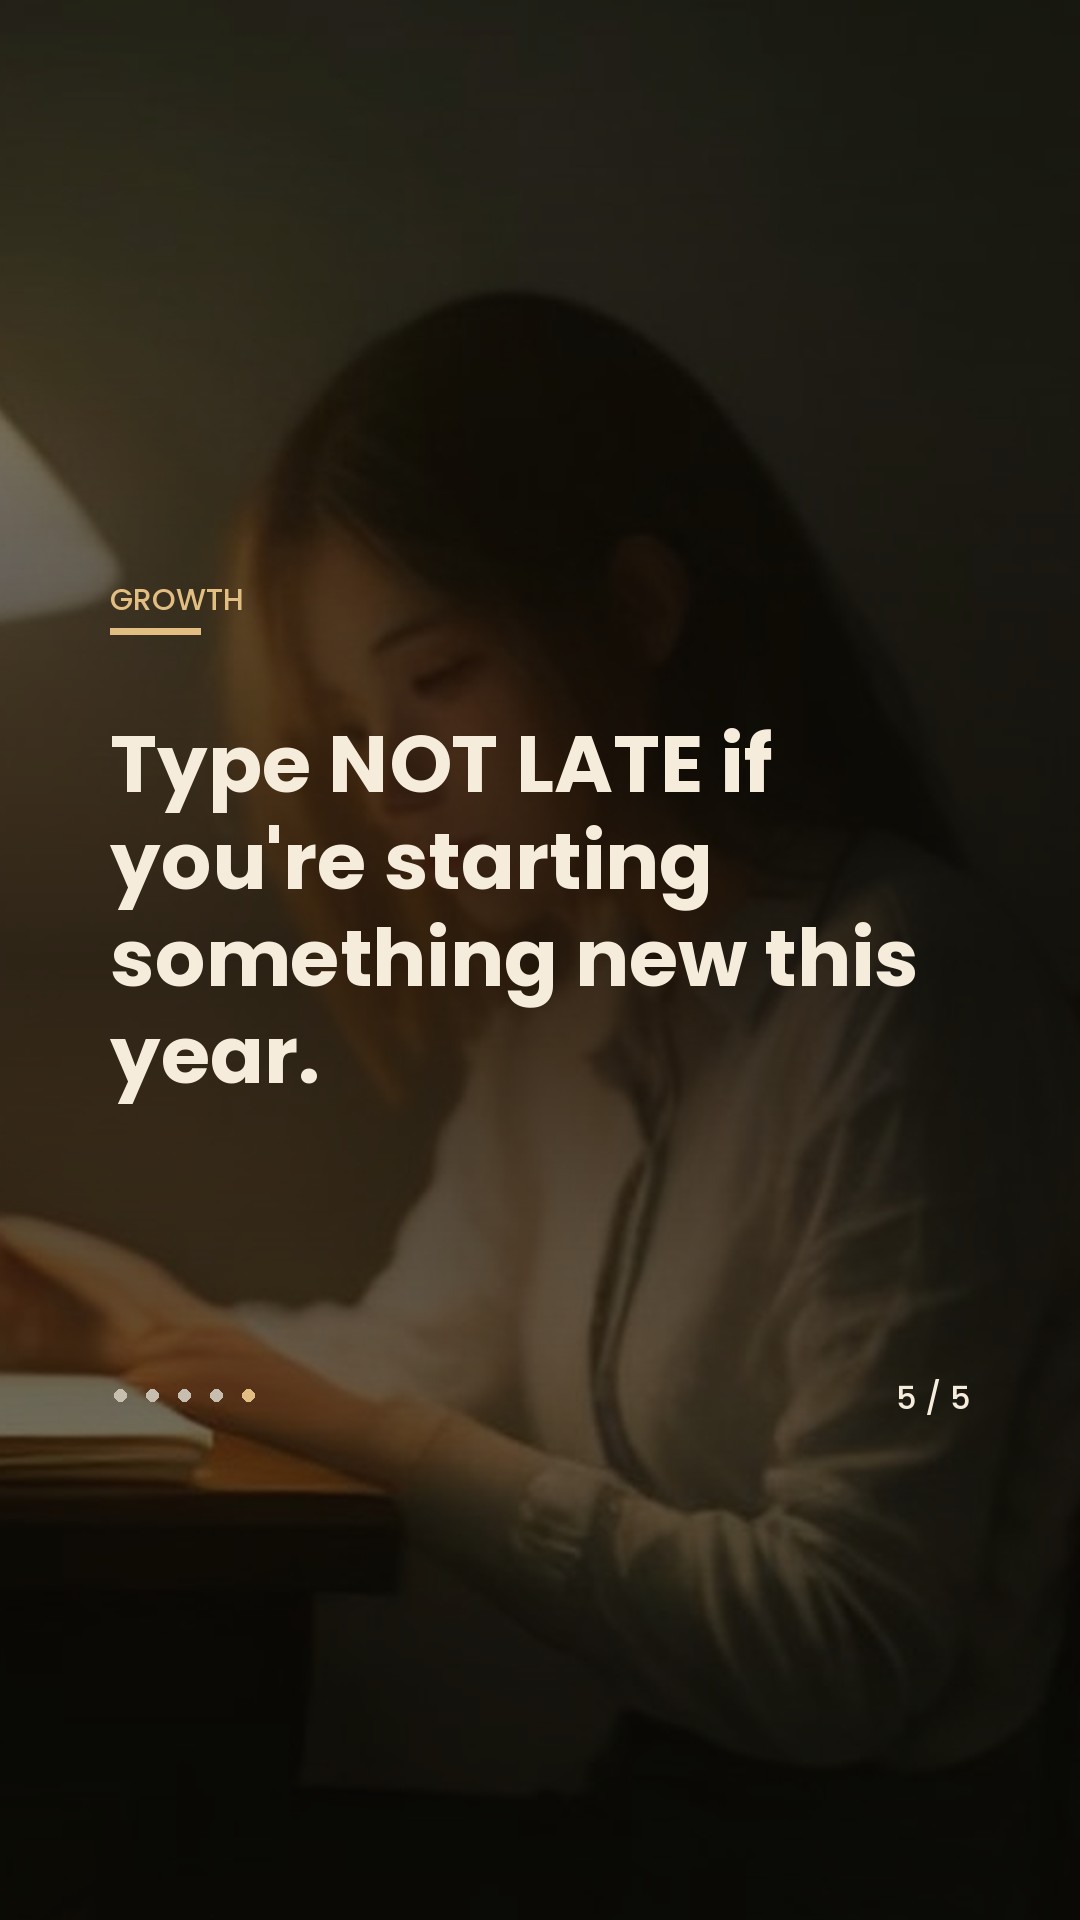 GROWTH
Type NOT LATE if
you're starting
something new this
year.
5 / 5